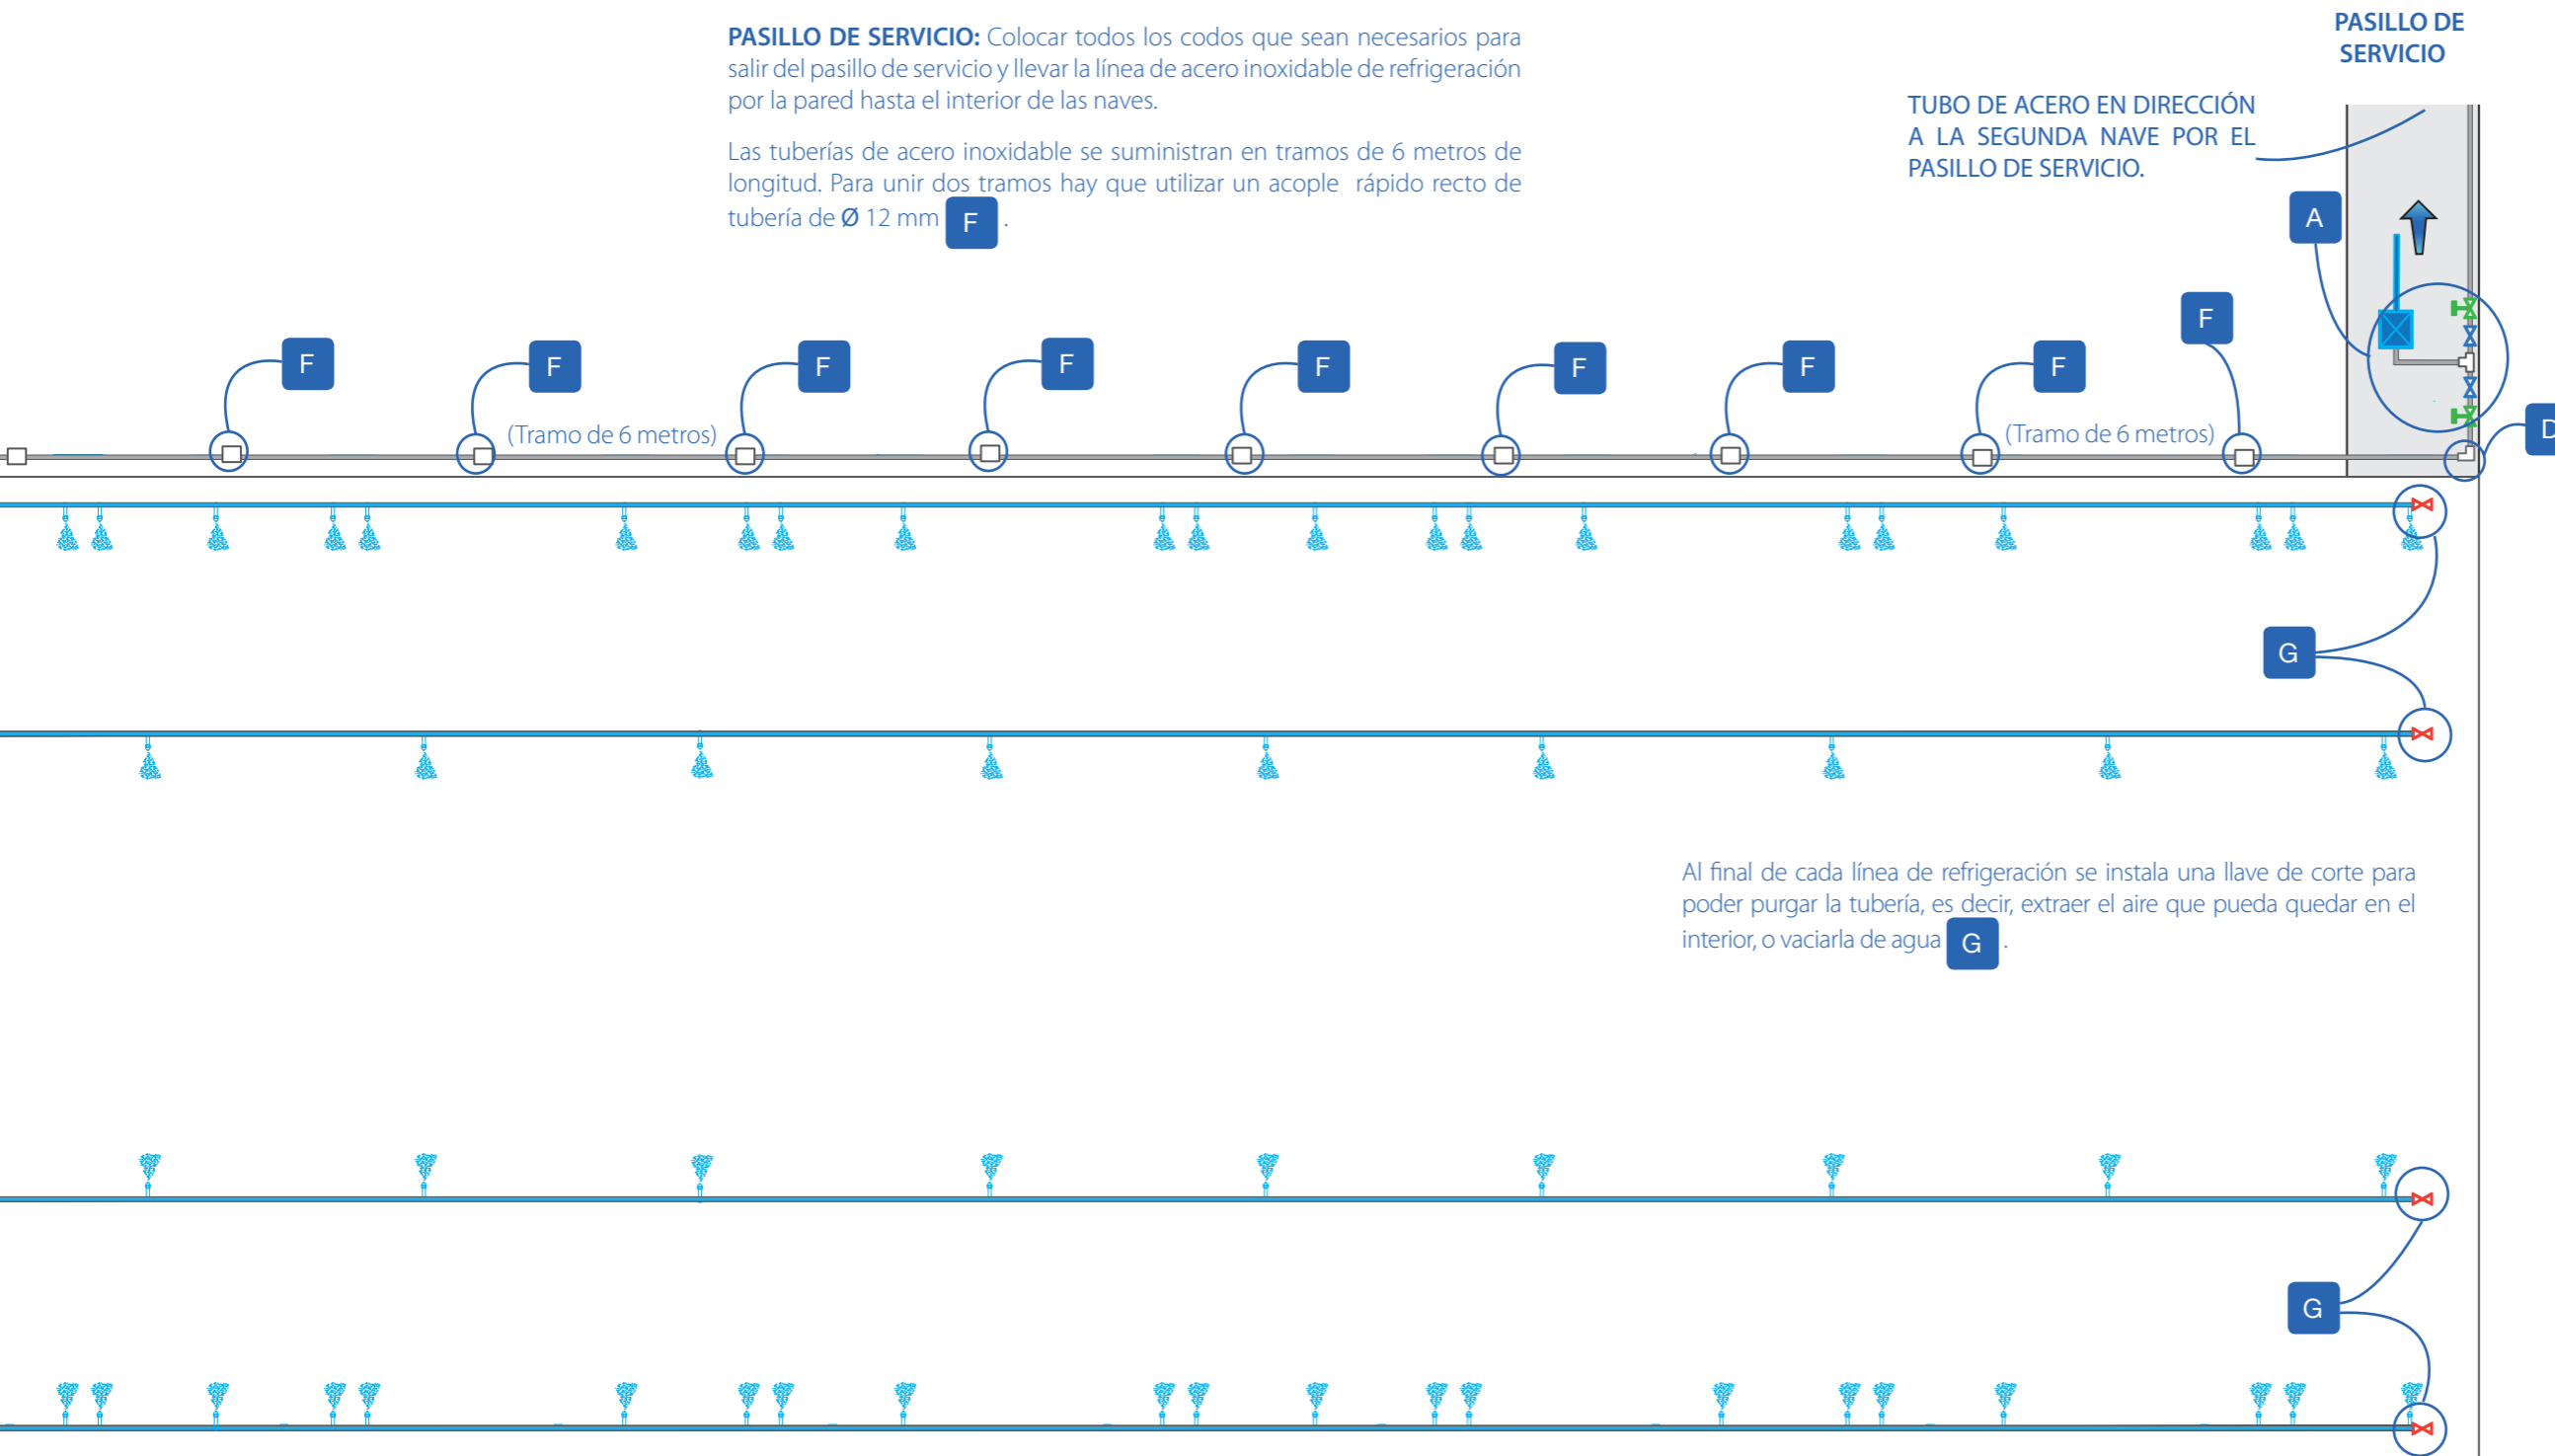 PASILLO DE SERVICIO: Colocar todos los codos que sean necesarios para
salir del pasillo de servicio y llevar la línea de acero inoxidable de refrigeración
por la pared hasta el interior de las naves.
Las tuberías de acero inoxidable se suministran en tramos de 6 metros de
longitud. Para unir dos tramos hay que utilizar un acople rápido recto de
tubería de Ø 12 mm F .
PASILLO DE
SERVICIO
TUBO DE ACERO EN DIRECCIÓN
A LA SEGUNDA NAVE POR EL
PASILLO DE SERVICIO.
A
F
F
F
F
F
F
F
F
F
(Tramo de 6 metros)
(Tramo de 6 metros)
D
G
Al final de cada línea de refrigeración se instala una llave de corte para
poder purgar la tubería, es decir, extraer el aire que pueda quedar en el
interior, o vaciarla de agua G .
G